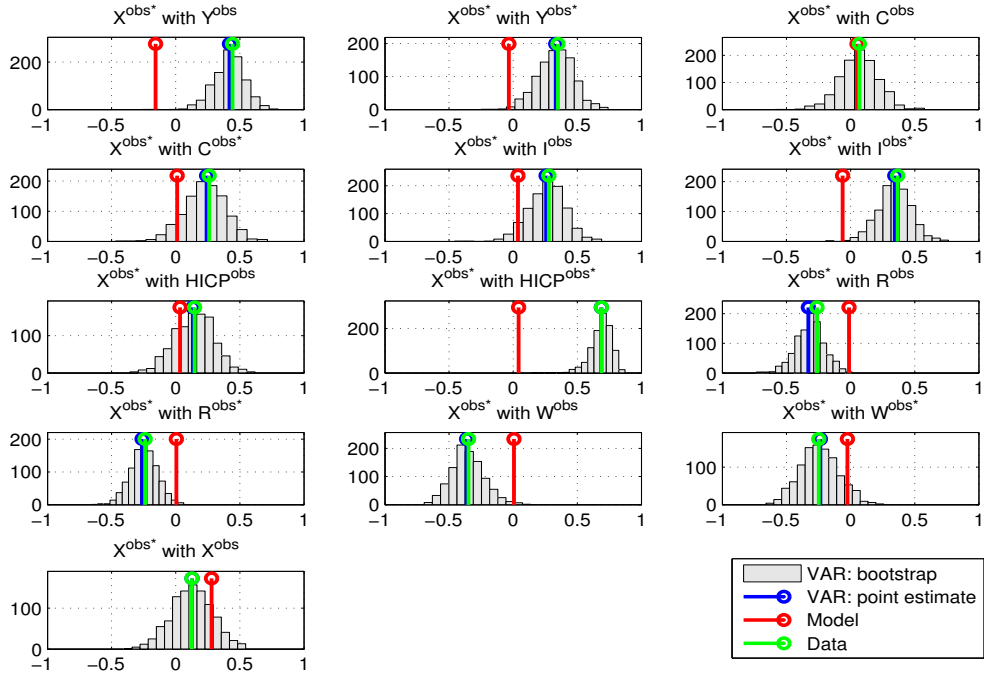 X^obs* with Y^obs
X^obs* with Y^obs*
X^obs* with C^obs
200
100
0
-1 -0.5 0 0.5 1
200
100
0
-1 -0.5 0 0.5 1
200
100
0
-1 -0.5 0 0.5 1
X^obs* with C^obs*
X^obs* with I^obs
X^obs* with I^obs*
200
100
0
-1 -0.5 0 0.5 1
200
100
0
-1 -0.5 0 0.5 1
200
100
0
-1 -0.5 0 0.5 1
X^obs* with HICP^obs
X^obs* with HICP^obs*
X^obs* with R^obs
100
0
-1 -0.5 0 0.5 1
200
0
-1 -0.5 0 0.5 1
200
100
0
-1 -0.5 0 0.5 1
X^obs* with R^obs*
X^obs* with W^obs
X^obs* with W^obs*
200
100
0
-1 -0.5 0 0.5 1
200
100
0
-1 -0.5 0 0.5 1
100
0
-1 -0.5 0 0.5 1
X^obs* with X^obs
100
0
-1 -0.5 0 0.5 1
VAR: bootstrap
VAR: point estimate
Model
Data